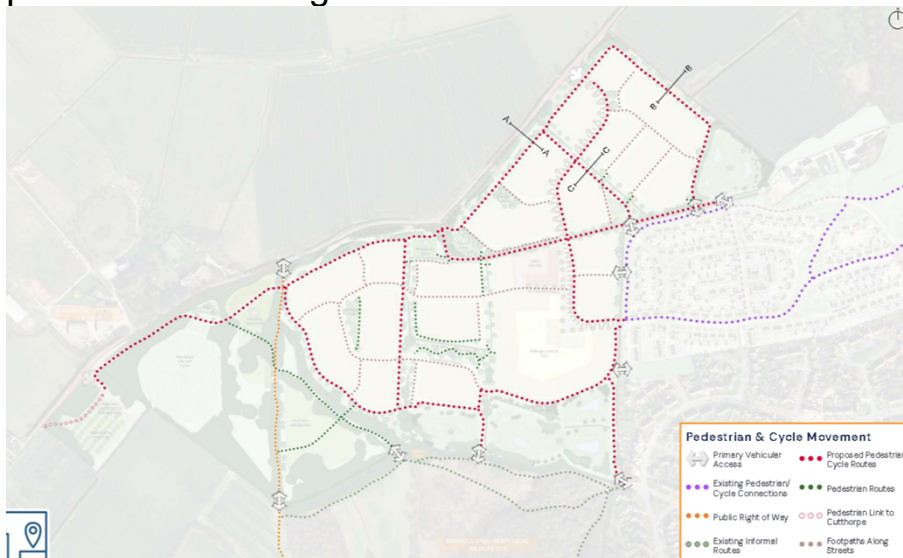 A
A
B
B
C
C
Pedestrian & Cycle Movement
Primary Vehicular
Access
Proposed Pedestrian
Cycle Routes
Existing Pedestrian/
Cycle Connections
Pedestrian Routes
Public Right of Way
Pedestrian Link to
Cutthorpe
Existing Informal
Routes
Footpaths Along
Streets